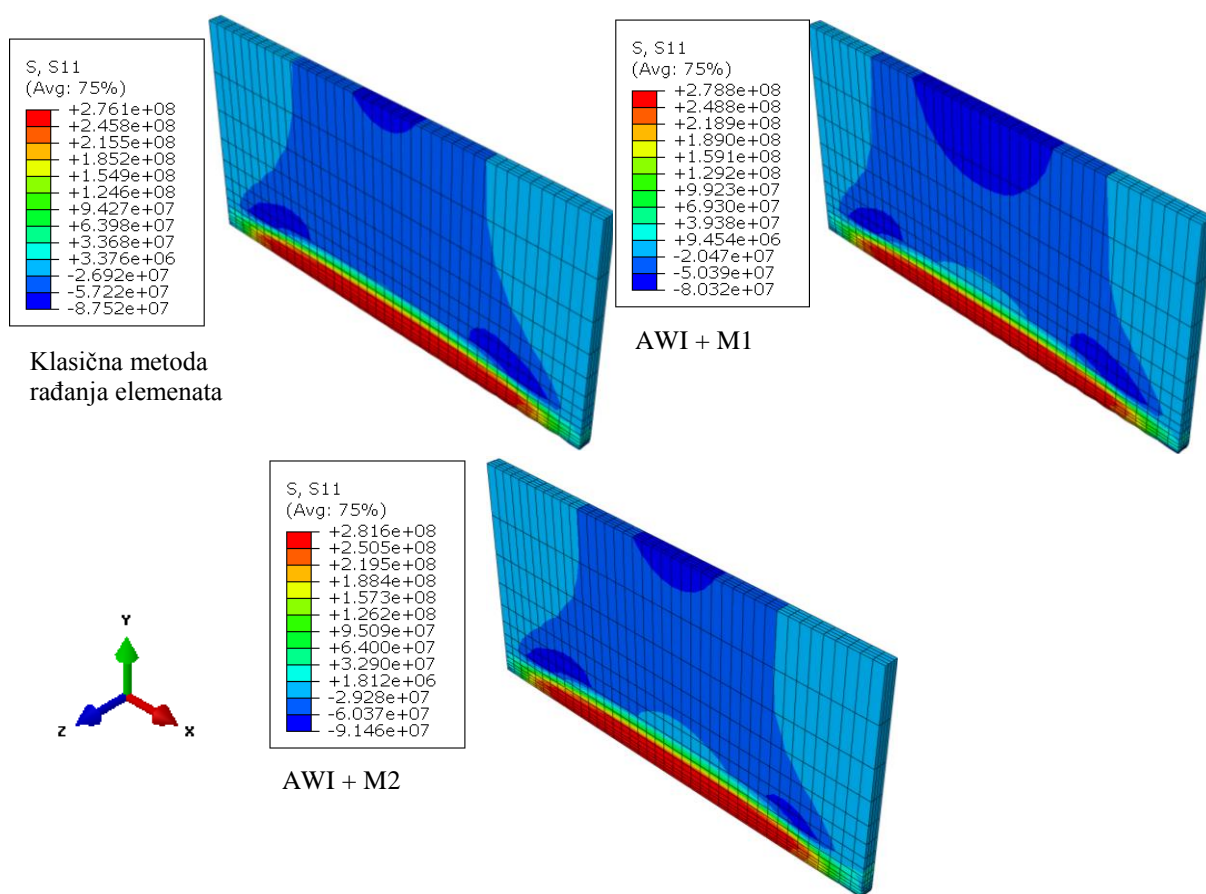 S, S11
(Avg: 75%)
+2.761e+08
+2.458e+08
+2.155e+08
+1.852e+08
+1.549e+08
+1.246e+08
+9.427e+07
+6.398e+07
+3.368e+07
+3.376e+06
-2.692e+07
-5.722e+07
-8.752e+07
Klasična metoda
rađanja elemenata
S, S11
(Avg: 75%)
+2.788e+08
+2.488e+08
+2.189e+08
+1.890e+08
+1.591e+08
+1.292e+08
+9.923e+07
+6.930e+07
+3.938e+07
+9.454e+06
-2.047e+07
-5.039e+07
-8.032e+07
AWI + M1
S, S11
(Avg: 75%)
+2.816e+08
+2.505e+08
+2.195e+08
+1.884e+08
+1.573e+08
+1.262e+08
+9.509e+07
+6.400e+07
+3.290e+07
+1.812e+06
-2.928e+07
-6.037e+07
-9.146e+07
AWI + M2
Y
Z
X